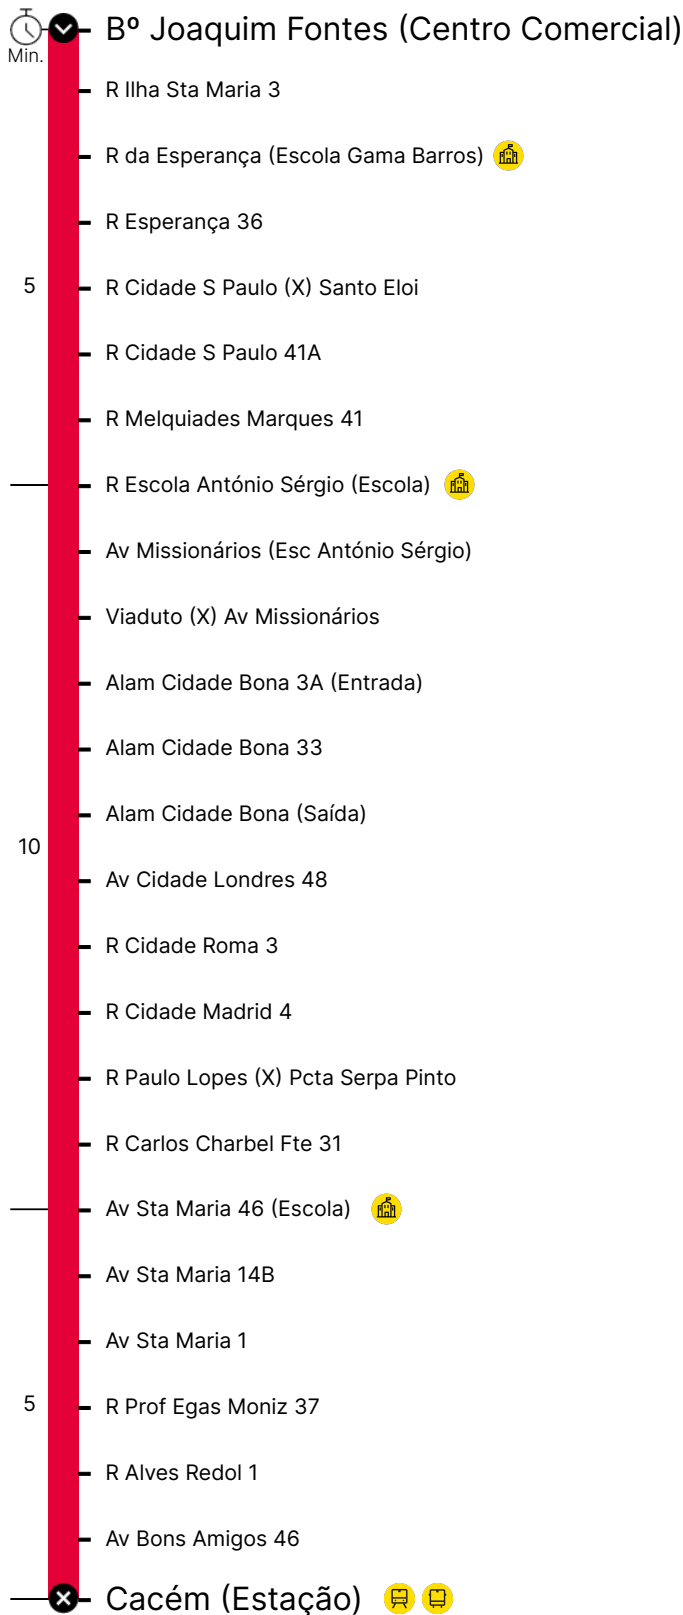 Bº Joaquim Fontes (Centro Comercial)
Min.
R Ilha Sta Maria 3
R da Esperança (Escola Gama Barros)
R Esperança 36
5
R Cidade S Paulo (X) Santo Eloi
R Cidade S Paulo 41A
R Melquiades Marques 41
R Escola António Sérgio (Escola)
Av Missionários (Esc António Sérgio)
Viaduto (X) Av Missionários
Alam Cidade Bona 3A (Entrada)
Alam Cidade Bona 33
Alam Cidade Bona (Saída)
10
Av Cidade Londres 48
R Cidade Roma 3
R Cidade Madrid 4
R Paulo Lopes (X) Pcta Serpa Pinto
R Carlos Charbel Fte 31
Av Sta Maria 46 (Escola)
Av Sta Maria 14B
Av Sta Maria 1
5
R Prof Egas Moniz 37
R Alves Redol 1
Av Bons Amigos 46
Cacém (Estação)